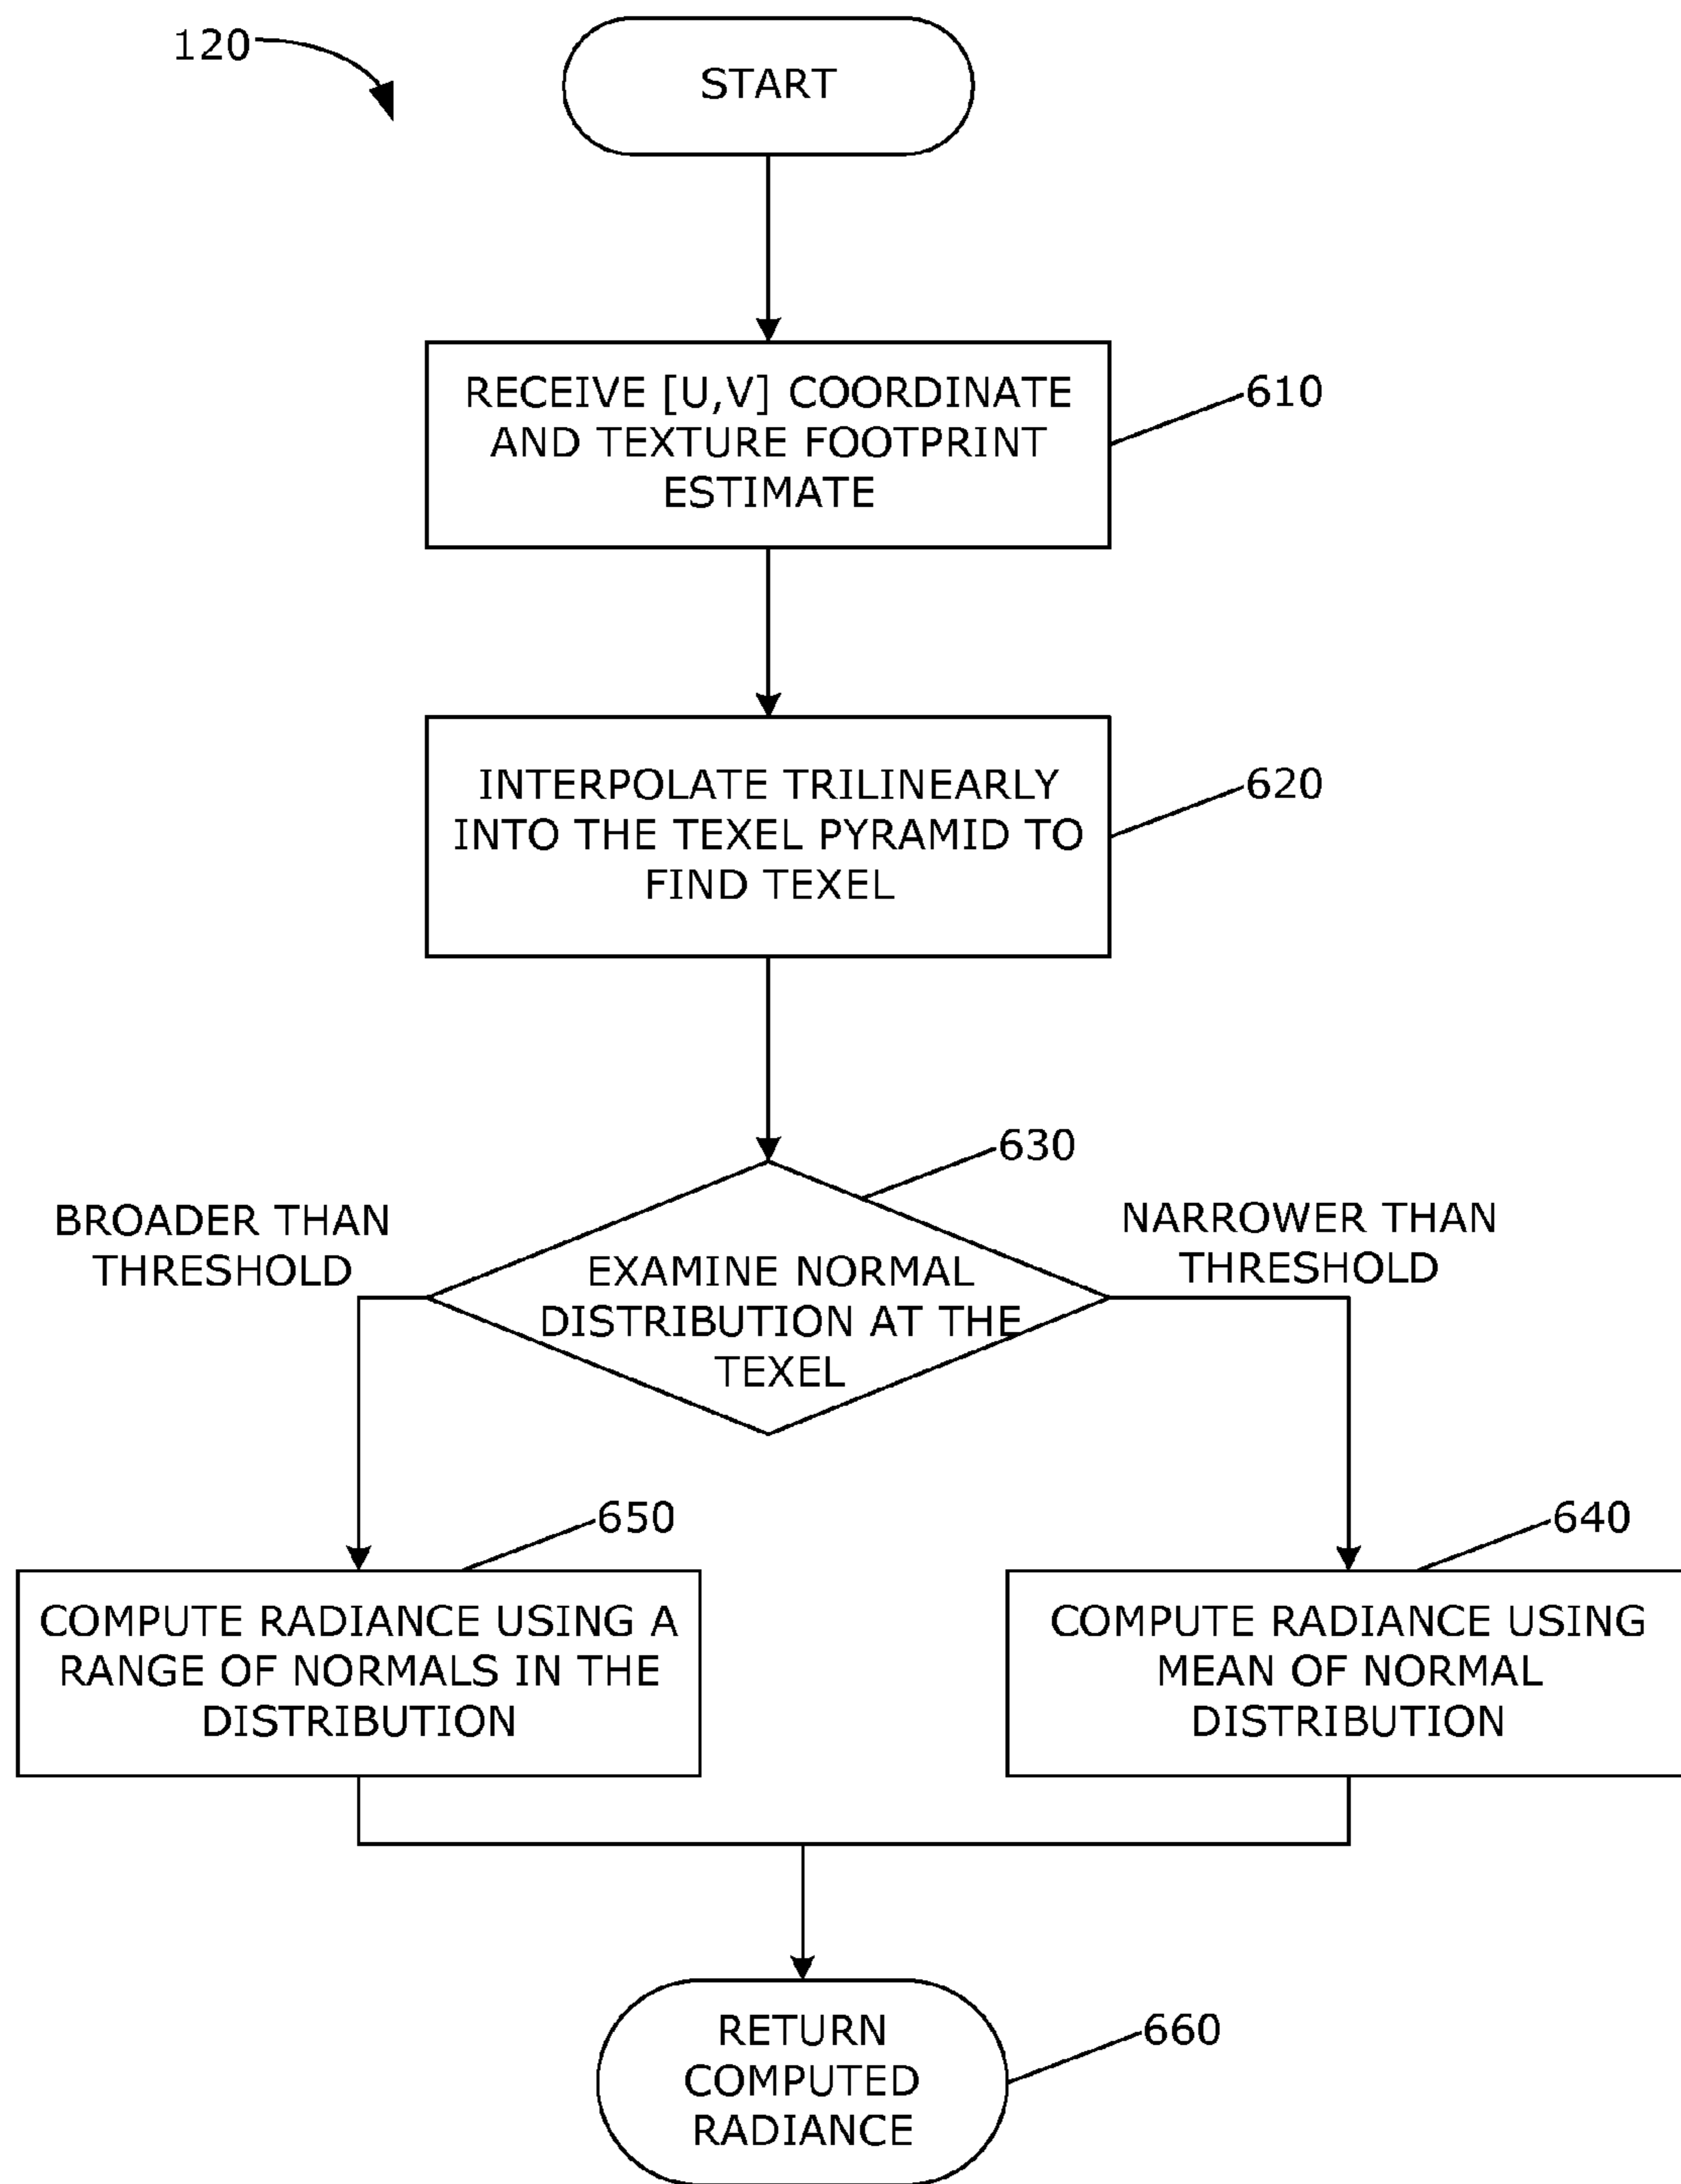 120
START
RECEIVE [U,V] COORDINATE
AND TEXTURE FOOTPRINT
ESTIMATE
610
INTERPOLATE TRILINEARLY
INTO THE TEXEL PYRAMID TO
FIND TEXEL
620
630
BROADER THAN
THRESHOLD
NARROWER THAN
THRESHOLD
EXAMINE NORMAL
DISTRIBUTION AT THE
TEXEL
650
640
COMPUTE RADIANCE USING A
RANGE OF NORMALS IN THE
DISTRIBUTION
COMPUTE RADIANCE USING
MEAN OF NORMAL
DISTRIBUTION
RETURN
COMPUTED
RADIANCE
660